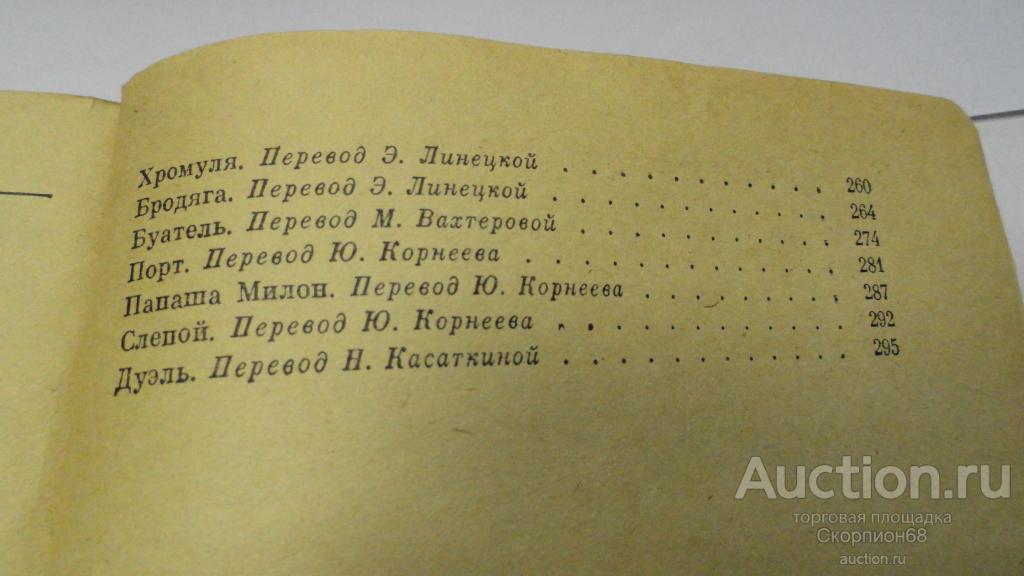 Хромуля. Перевод Э. Линецкой . . . . . . . . . . . 260
Бродяга. Перевод Э. Линецкой . . . . . . . . . . . 264
Буатель. Перевод М. Вахтеровой . . . . . . . . . . . 274
Порт. Перевод Ю. Корнеева . . . . . . . . . . . . 281
Папаша Милон. Перевод Ю. Корнеева . . . . . . . . . 287
Слепой. Перевод Ю. Корнеева . . . . . . . . . . . 292
Дуэль. Перевод Н. Касаткиной . . . . . . . . . . . 295
Auction.ru
торговая площадка
Скорпион68
auction.ru